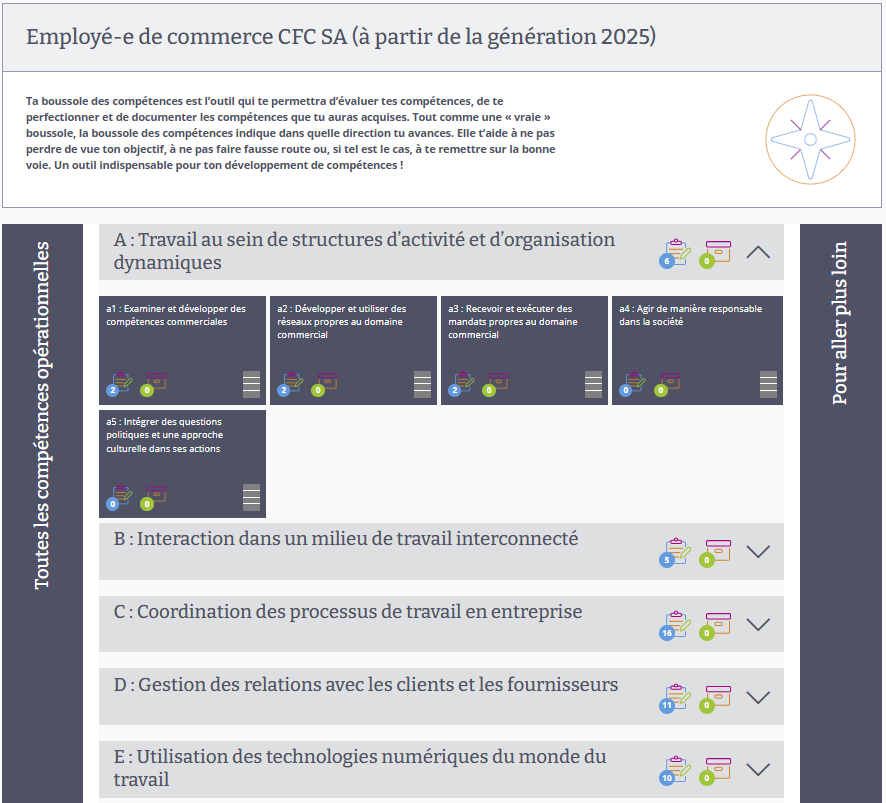 Employé-e de commerce CFC SA (à partir de la génération 2025)
Ta boussole des compétences est l'outil qui te permettra d'évaluer tes compétences, de te
perfectionner et de documenter les compétences que tu auras acquises. Tout comme une « vraie »
boussole, la boussole des compétences indique dans quelle direction tu avances. Elle t'aide à ne pas
perdre de vue ton objectif, à ne pas faire fausse route ou, si tel est le cas, à te remettre sur la bonne
voie. Un outil indispensable pour ton développement de compétences !
Toutes les compétences opérationnelles
A : Travail au sein de structures d'activité et d'organisation
dynamiques
6
0
a1 : Examiner et développer des
compétences commerciales
2
0
a2 : Développer et utiliser des
réseaux propres au domaine
commercial
2
0
a3 : Recevoir et exécuter des
mandats propres au domaine
commercial
2
0
a4 : Agir de manière responsable
dans la société
0
0
a5 : Intégrer des questions
politiques et une approche
culturelle dans ses actions
0
0
B : Interaction dans un milieu de travail interconnecté
5
0
C : Coordination des processus de travail en entreprise
16
0
D : Gestion des relations avec les clients et les fournisseurs
11
0
E : Utilisation des technologies numériques du monde du
travail
10
0
Pour aller plus loin